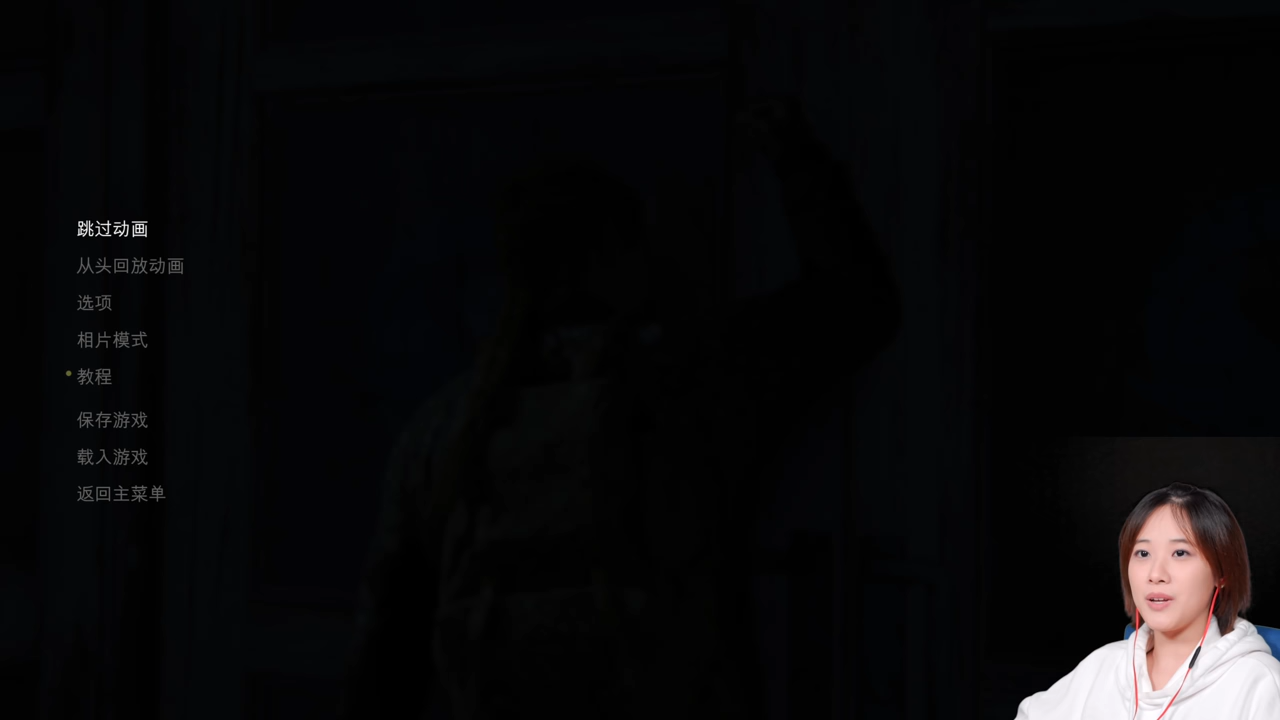 跳过动画
从头回放动画
选项
相片模式
教程
保存游戏
载入游戏
返回主菜单